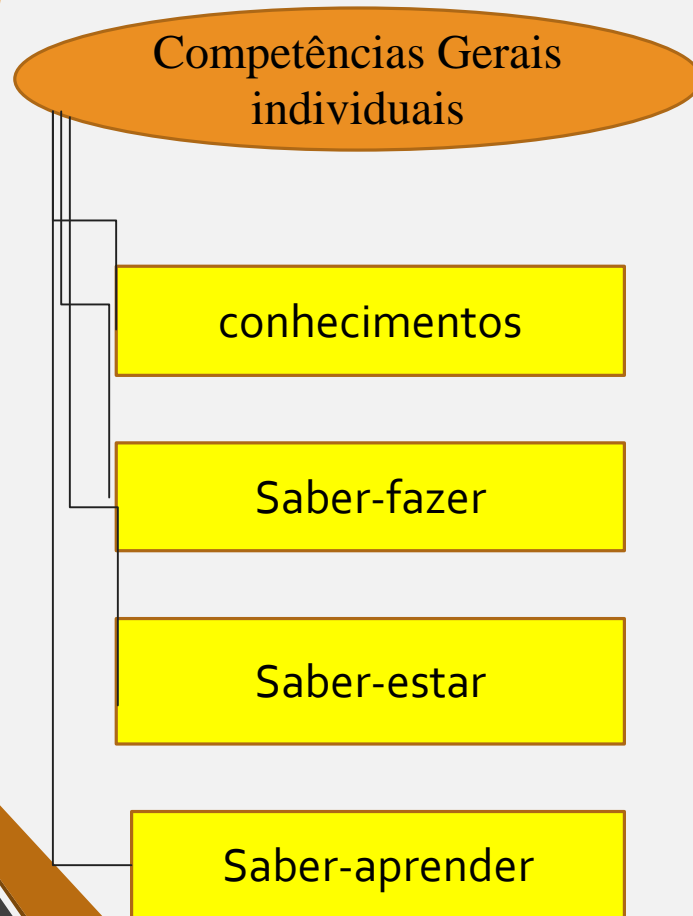 Competências Gerais
individuais
conhecimentos
Saber-fazer
Saber-estar
Saber-aprender